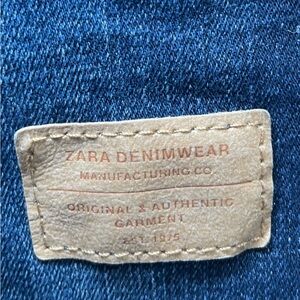 ZARA DENIMWEAR
MANUFACTURING CO
ORIGINAL & AUTHENTIC
GARMENT
EST. 1975